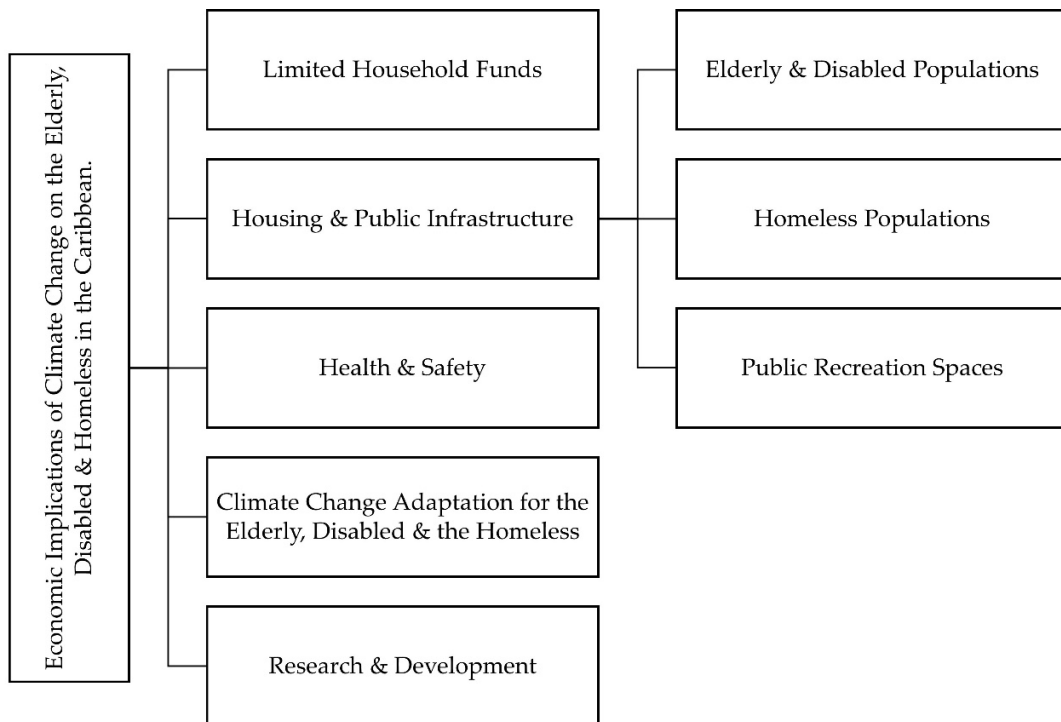 Economic Implications of Climate Change on the Elderly,
Disabled & Homeless in the Caribbean.
Limited Household Funds
Housing & Public Infrastructure
Health & Safety
Climate Change Adaptation for the
Elderly, Disabled & the Homeless
Research & Development
Elderly & Disabled Populations
Homeless Populations
Public Recreation Spaces